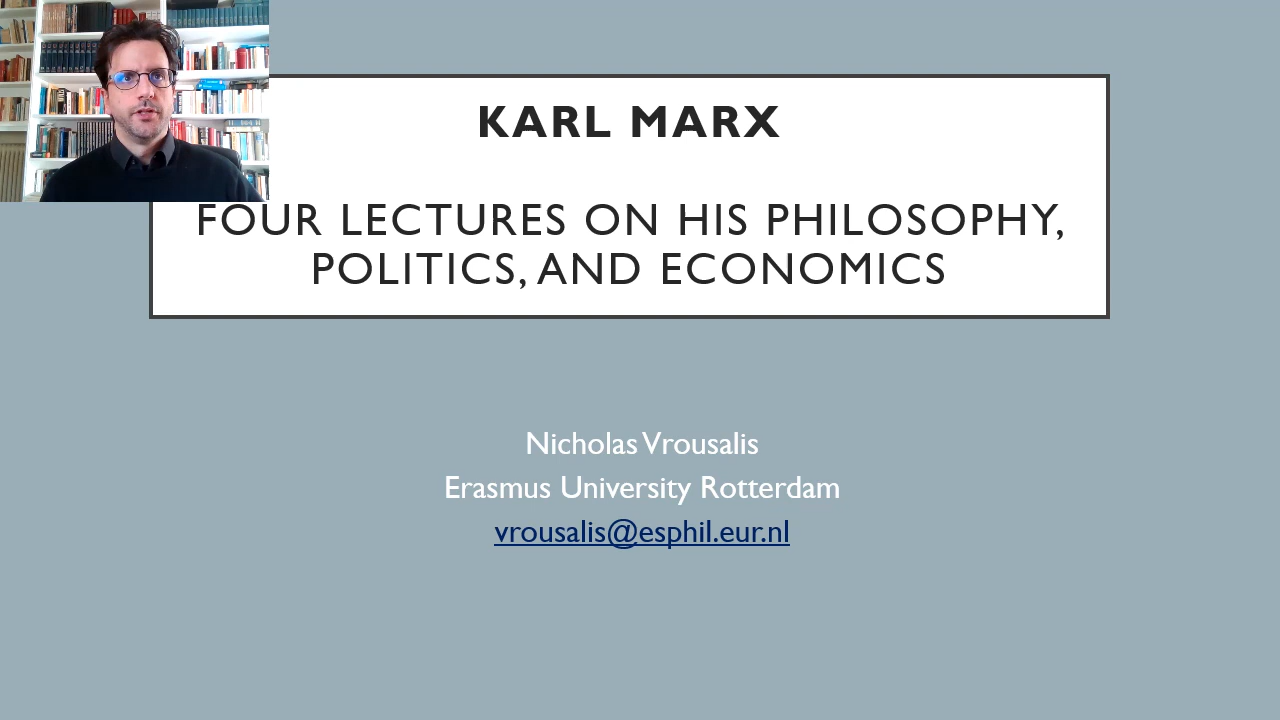 KARL MARX
FOUR LECTURES ON HIS PHILOSOPHY,
POLITICS, AND ECONOMICS
Nicholas Vrousalis
Erasmus University Rotterdam
vrousalis@esphil.eur.nl